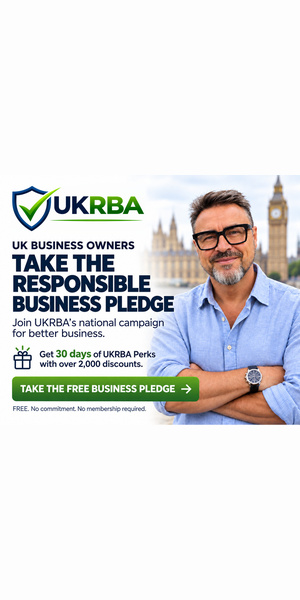 UKRBA
UK BUSINESS OWNERS
TAKE THE
RESPONSIBLE
BUSINESS PLEDGE
Join UKRBA's national campaign
for better business.
Get 30 days of UKRBA Perks
with over 2,000 discounts.
TAKE THE FREE BUSINESS PLEDGE →
FREE. No commitment. No membership required.